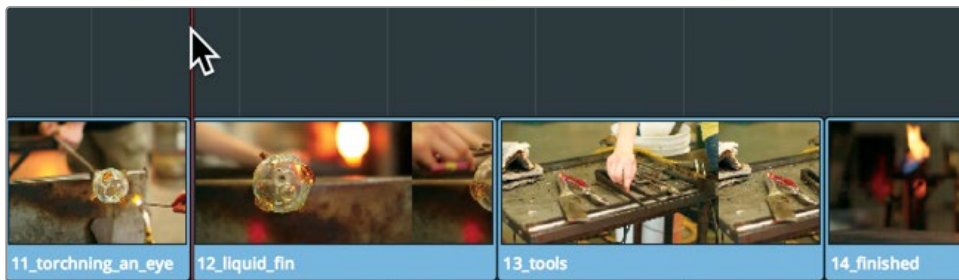 11_torchning_an_eye
12_liquid_fin
13_tools
14_finished